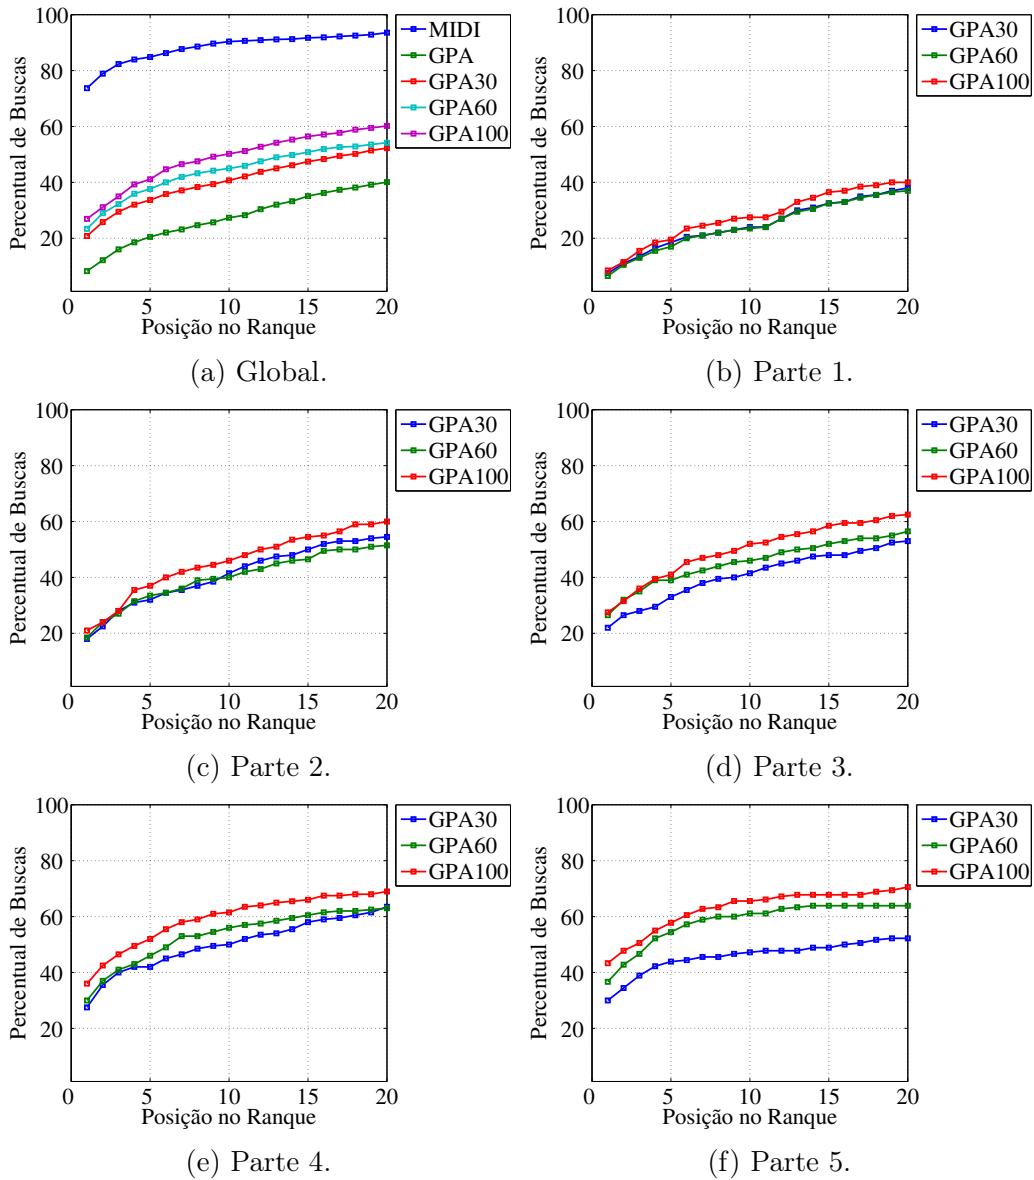 100
80
60
40
20
0
5
10
15
20
Percentual de Buscas
Posição no Ranque
MIDI
GPA
GPA30
GPA60
GPA100
(a) Global.
100
80
60
40
20
0
5
10
15
20
Percentual de Buscas
Posição no Ranque
GPA30
GPA60
GPA100
(b) Parte 1.
100
80
60
40
20
0
5
10
15
20
Percentual de Buscas
Posição no Ranque
GPA30
GPA60
GPA100
(c) Parte 2.
100
80
60
40
20
0
5
10
15
20
Percentual de Buscas
Posição no Ranque
GPA30
GPA60
GPA100
(d) Parte 3.
100
80
60
40
20
0
5
10
15
20
Percentual de Buscas
Posição no Ranque
GPA30
GPA60
GPA100
(e) Parte 4.
100
80
60
40
20
0
5
10
15
20
Percentual de Buscas
Posição no Ranque
GPA30
GPA60
GPA100
(f) Parte 5.